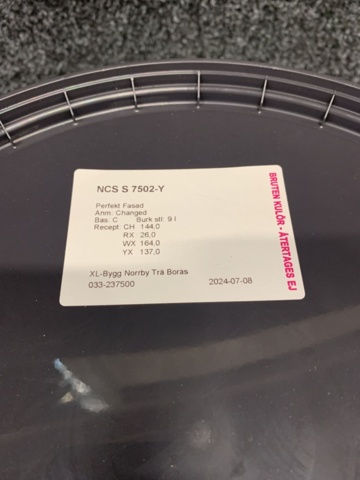 NCS S 7502-Y
Perfekt Fasad
Anm: Changed
Bas: C Burk stl: 9 l
Recept: CH 144,0
RX 26,0
WX 164,0
YX 137,0
XL-Bygg Norrby Trä Borås
033-237500 2024-07-08
BRUTEN KULÖR - ÅTERTAGES EJ